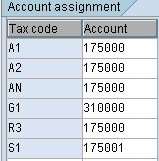 Account assignment
Tax code Account
A1 175000
A2 175000
AN 175000
G1 310000
R3 175000
S1 175001